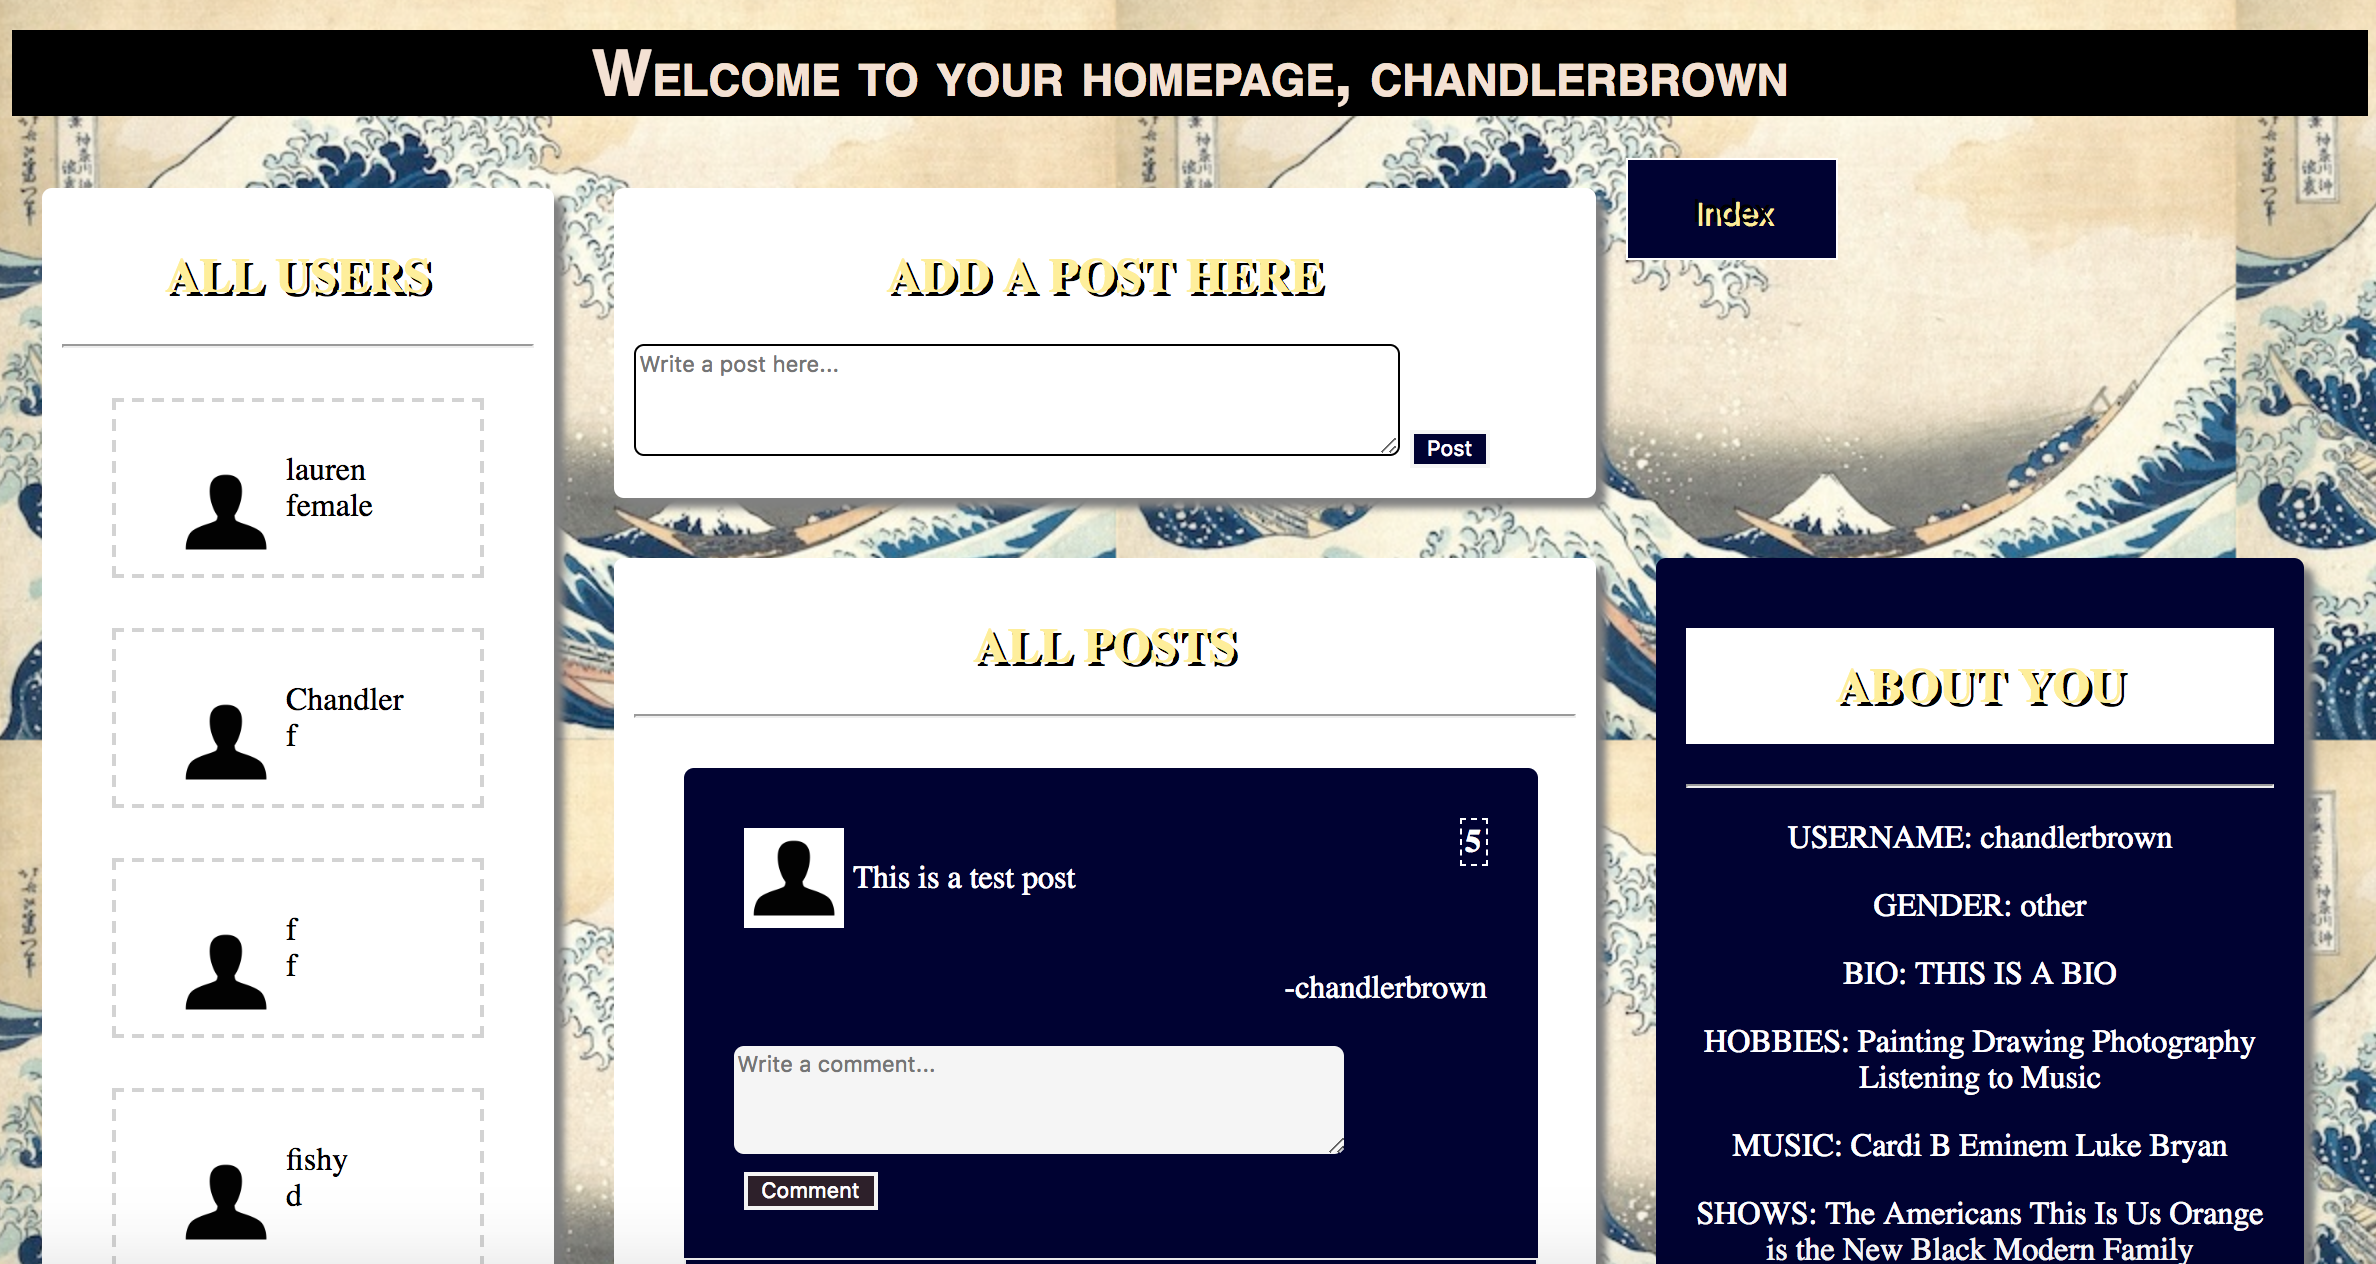 Welcome to your homepage, chandlerbrown
Index
ALL USERS
lauren
female
Chandler
f
f
f
fishy
d
ADD A POST HERE
Write a post here...
Post
ALL POSTS
5
This is a test post
-chandlerbrown
Write a comment...
Comment
ABOUT YOU
USERNAME: chandlerbrown
GENDER: other
BIO: THIS IS A BIO
HOBBIES: Painting Drawing Photography
Listening to Music
MUSIC: Cardi B Eminem Luke Bryan
SHOWS: The Americans This Is Us Orange
is the New Black Modern Family